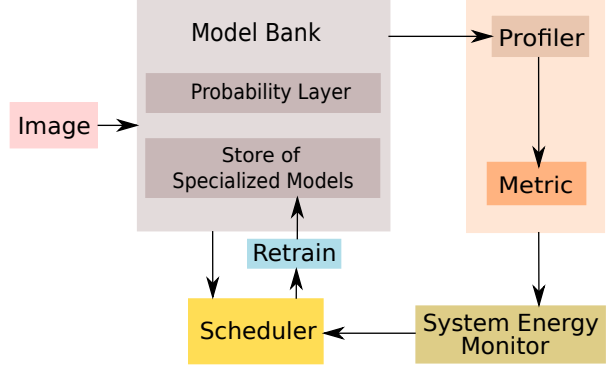 Model Bank
Profiler
Probability Layer
Image
Store of
Specialized Models
Metric
Retrain
Scheduler
System Energy
Monitor